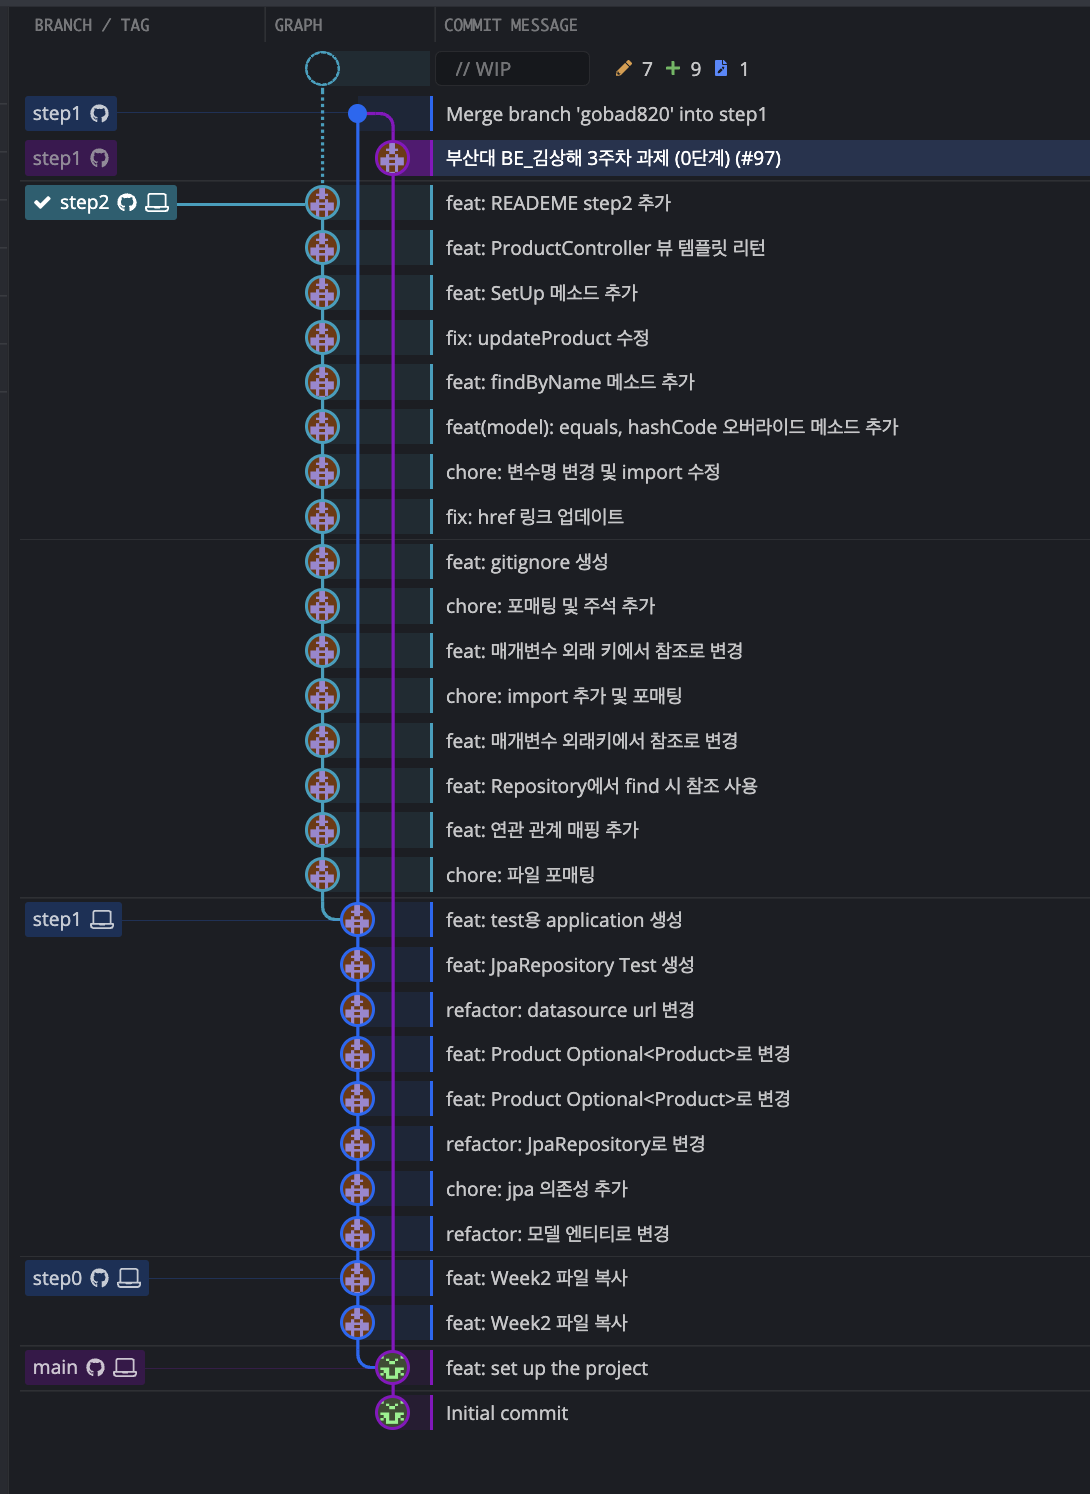 BRANCH / TAG GRAPH COMMIT MESSAGE
// WIP 7 9 1
step1 Merge branch 'gobad820' into step1
step1 부산대 BE_김상해 3주차 과제 (0단계) (#97)
step2 feat: READEME step2 추가
feat: ProductController 뷰 템플릿 리턴
feat: SetUp 메소드 추가
fix: updateProduct 수정
feat: findByName 메소드 추가
feat(model): equals, hashCode 오버라이드 메소드 추가
chore: 변수명 변경 및 import 수정
fix: href 링크 업데이트
feat: gitignore 생성
chore: 포매팅 및 주석 추가
feat: 매개변수 외래 키에서 참조로 변경
chore: import 추가 및 포매팅
feat: 매개변수 외래키에서 참조로 변경
feat: Repository에서 find 시 참조 사용
feat: 연관 관계 매핑 추가
chore: 파일 포매팅
step1 feat: test용 application 생성
feat: JpaRepository Test 생성
refactor: datasource url 변경
feat: Product Optional<Product>로 변경
feat: Product Optional<Product>로 변경
refactor: JpaRepository로 변경
chore: jpa 의존성 추가
refactor: 모델 엔티티로 변경
step0 feat: Week2 파일 복사
feat: Week2 파일 복사
main feat: set up the project
Initial commit